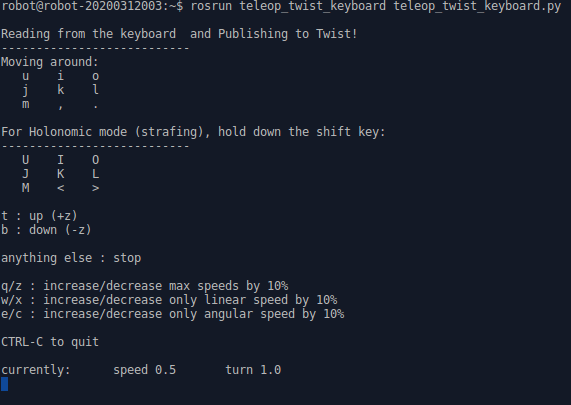 robot@robot-20200312003:~$ rosrun teleop_twist_keyboard teleop_twist_keyboard.py
Reading from the keyboard  and Publishing to Twist!
---------------------------
Moving around:
   u    i    o
   j    k    l
   m    ,    .
For Holonomic mode (strafing), hold down the shift key:
---------------------------
   U    I    O
   J    K    L
   M    <    >
t : up (+z)
b : down (-z)
anything else : stop
q/z : increase/decrease max speeds by 10%
w/x : increase/decrease only linear speed by 10%
e/c : increase/decrease only angular speed by 10%
CTRL-C to quit
currently:      speed 0.5       turn 1.0